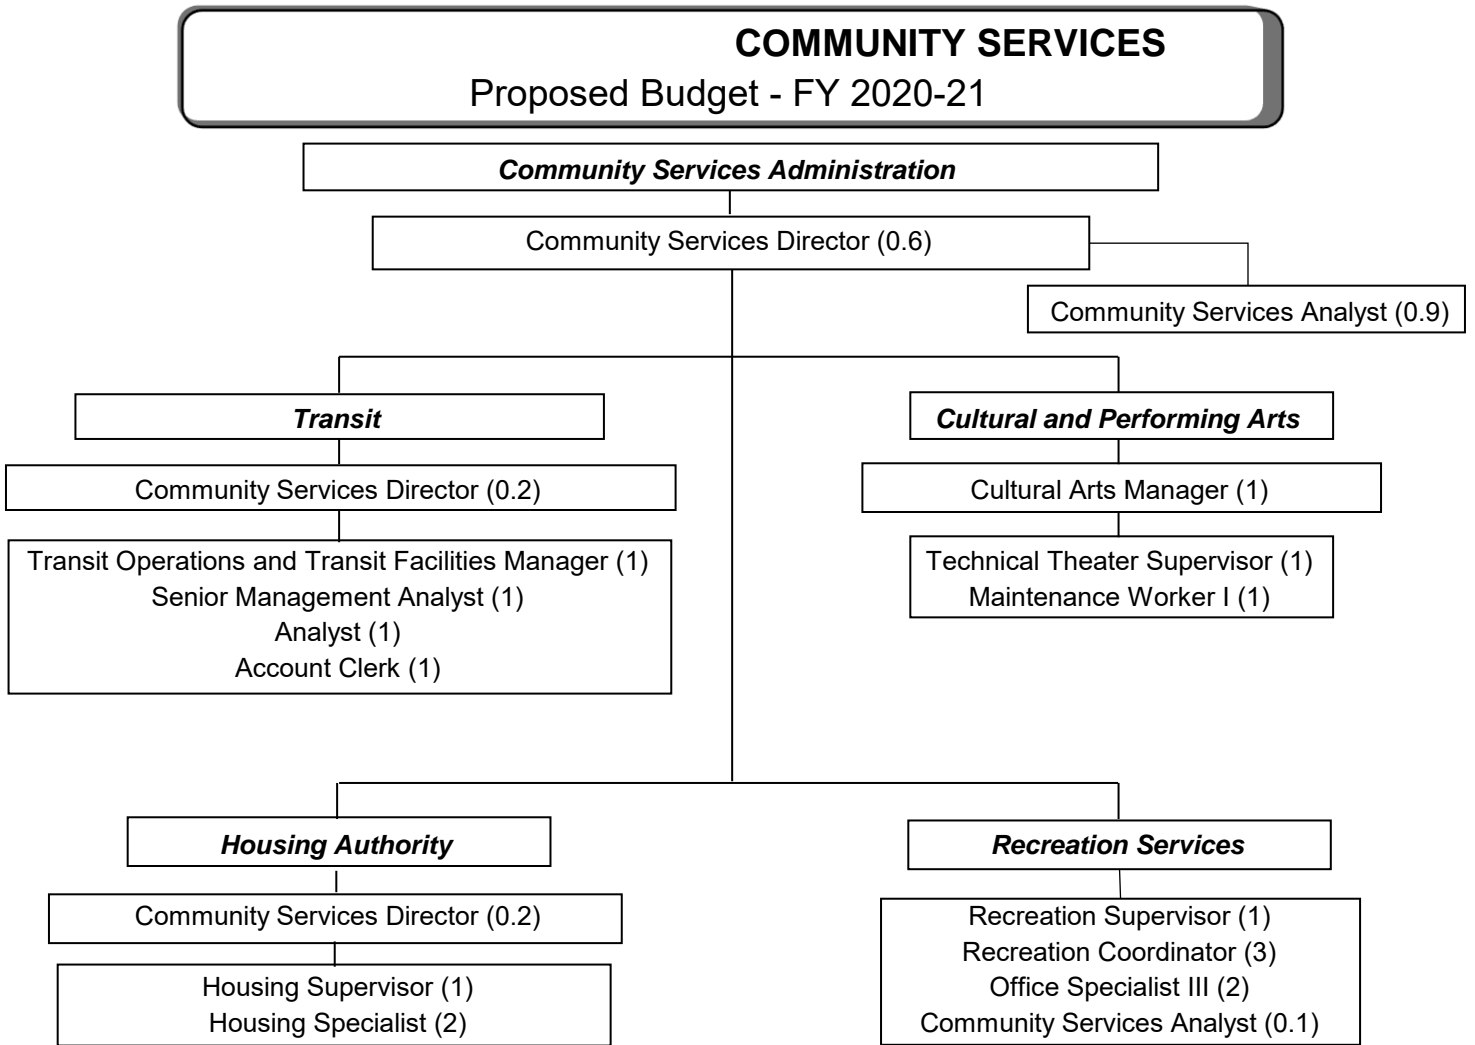 COMMUNITY SERVICES
Proposed Budget - FY 2020-21
Community Services Administration
Community Services Director (0.6)
Community Services Analyst (0.9)
Transit
Community Services Director (0.2)
Transit Operations and Transit Facilities Manager (1)
Senior Management Analyst (1)
Analyst (1)
Account Clerk (1)
Cultural and Performing Arts
Cultural Arts Manager (1)
Technical Theater Supervisor (1)
Maintenance Worker I (1)
Housing Authority
Community Services Director (0.2)
Housing Supervisor (1)
Housing Specialist (2)
Recreation Services
Recreation Supervisor (1)
Recreation Coordinator (3)
Office Specialist III (2)
Community Services Analyst (0.1)